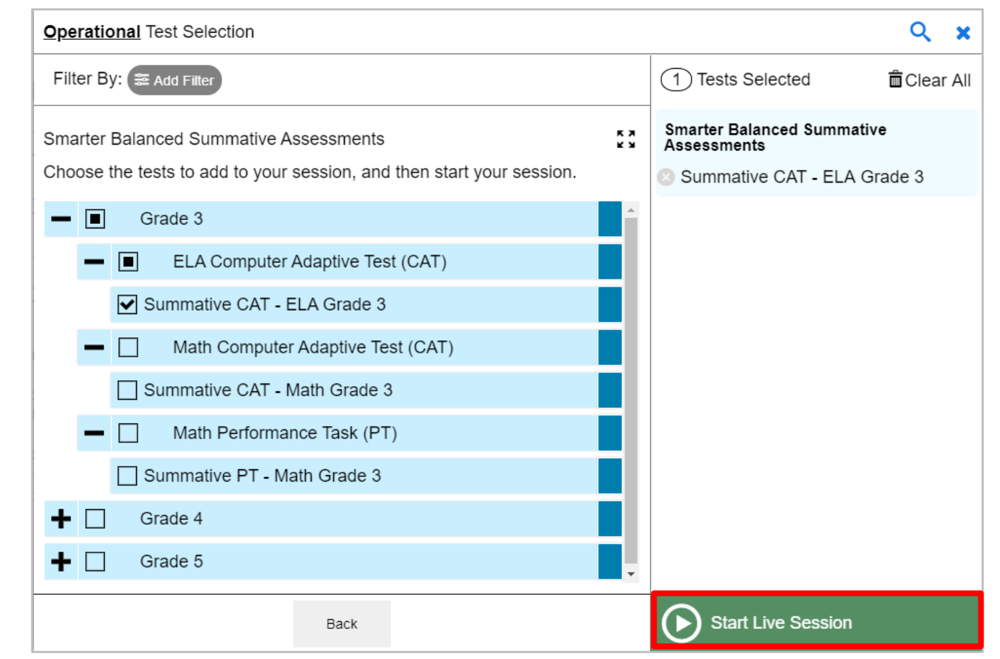 Operational Test Selection
Filter By: Add Filter
Smarter Balanced Summative Assessments
Choose the tests to add to your session, and then start your session.
Grade 3
ELA Computer Adaptive Test (CAT)
Summative CAT - ELA Grade 3
Math Computer Adaptive Test (CAT)
Summative CAT - Math Grade 3
Math Performance Task (PT)
Summative PT - Math Grade 3
Grade 4
Grade 5
Back
1 Tests Selected
Clear All
Smarter Balanced Summative
Assessments
Summative CAT - ELA Grade 3
Start Live Session